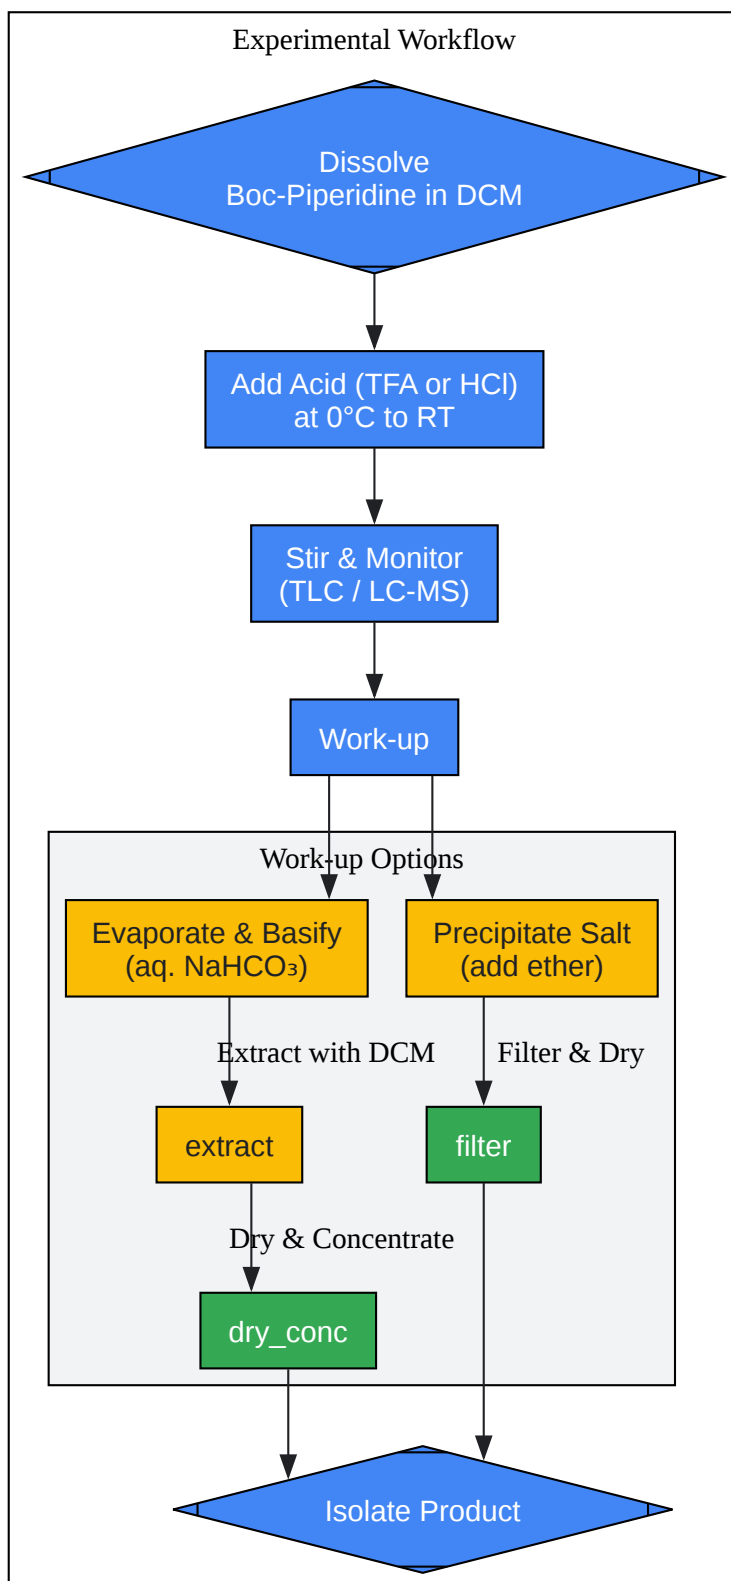 Experimental Workflow
Dissolve
Boc-Piperidine in DCM
Add Acid (TFA or HCl)
at 0°C to RT
Stir & Monitor
(TLC / LC-MS)
Work-up
Work-up Options
Evaporate & Basify
(aq. NaHCO₃)
Precipitate Salt
(add ether)
Extract with DCM
Filter & Dry
extract
filter
Dry & Concentrate
dry_conc
Isolate Product